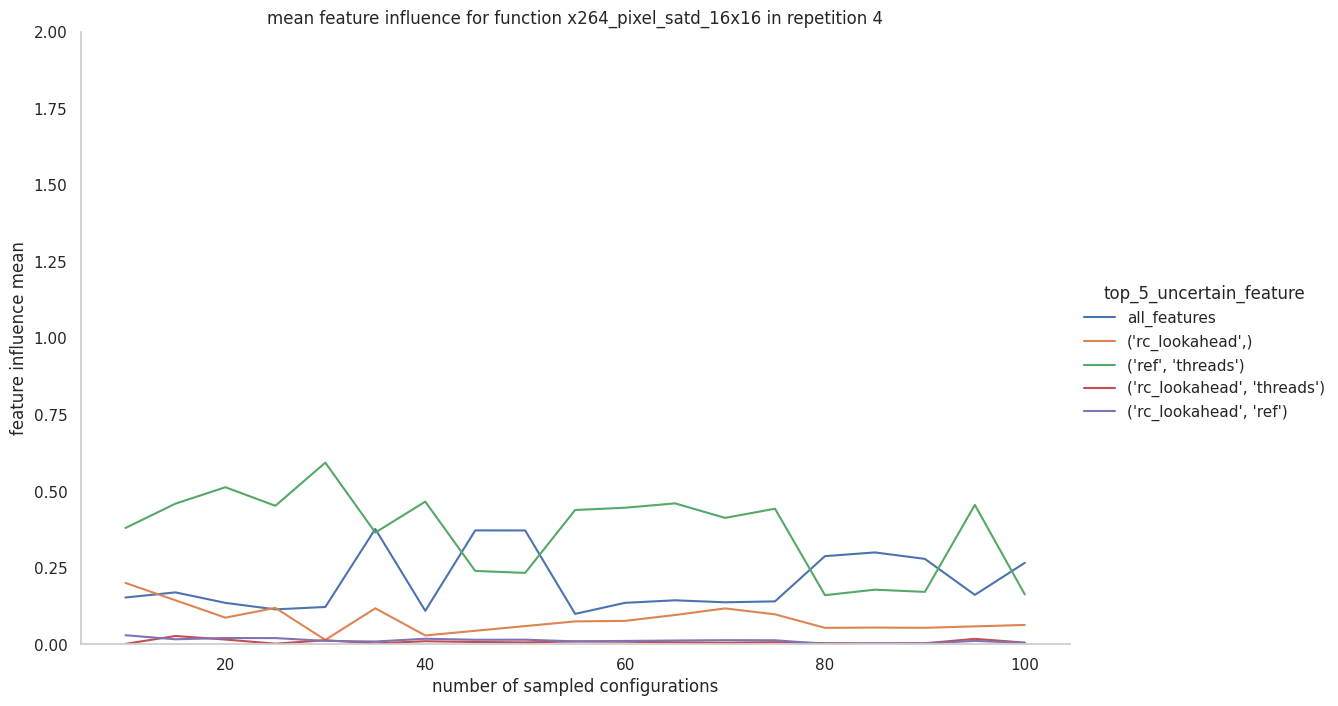 mean feature influence for function x264_pixel_satd_16x16 in repetition 4
2.00
1.75
1.50
1.25
1.00
0.75
0.50
0.25
0.00
feature influence mean
20
40
60
80
100
number of sampled configurations
top_5_uncertain_feature
all_features
('rc_lookahead',)
('ref', 'threads')
('rc_lookahead', 'threads')
('rc_lookahead', 'ref')